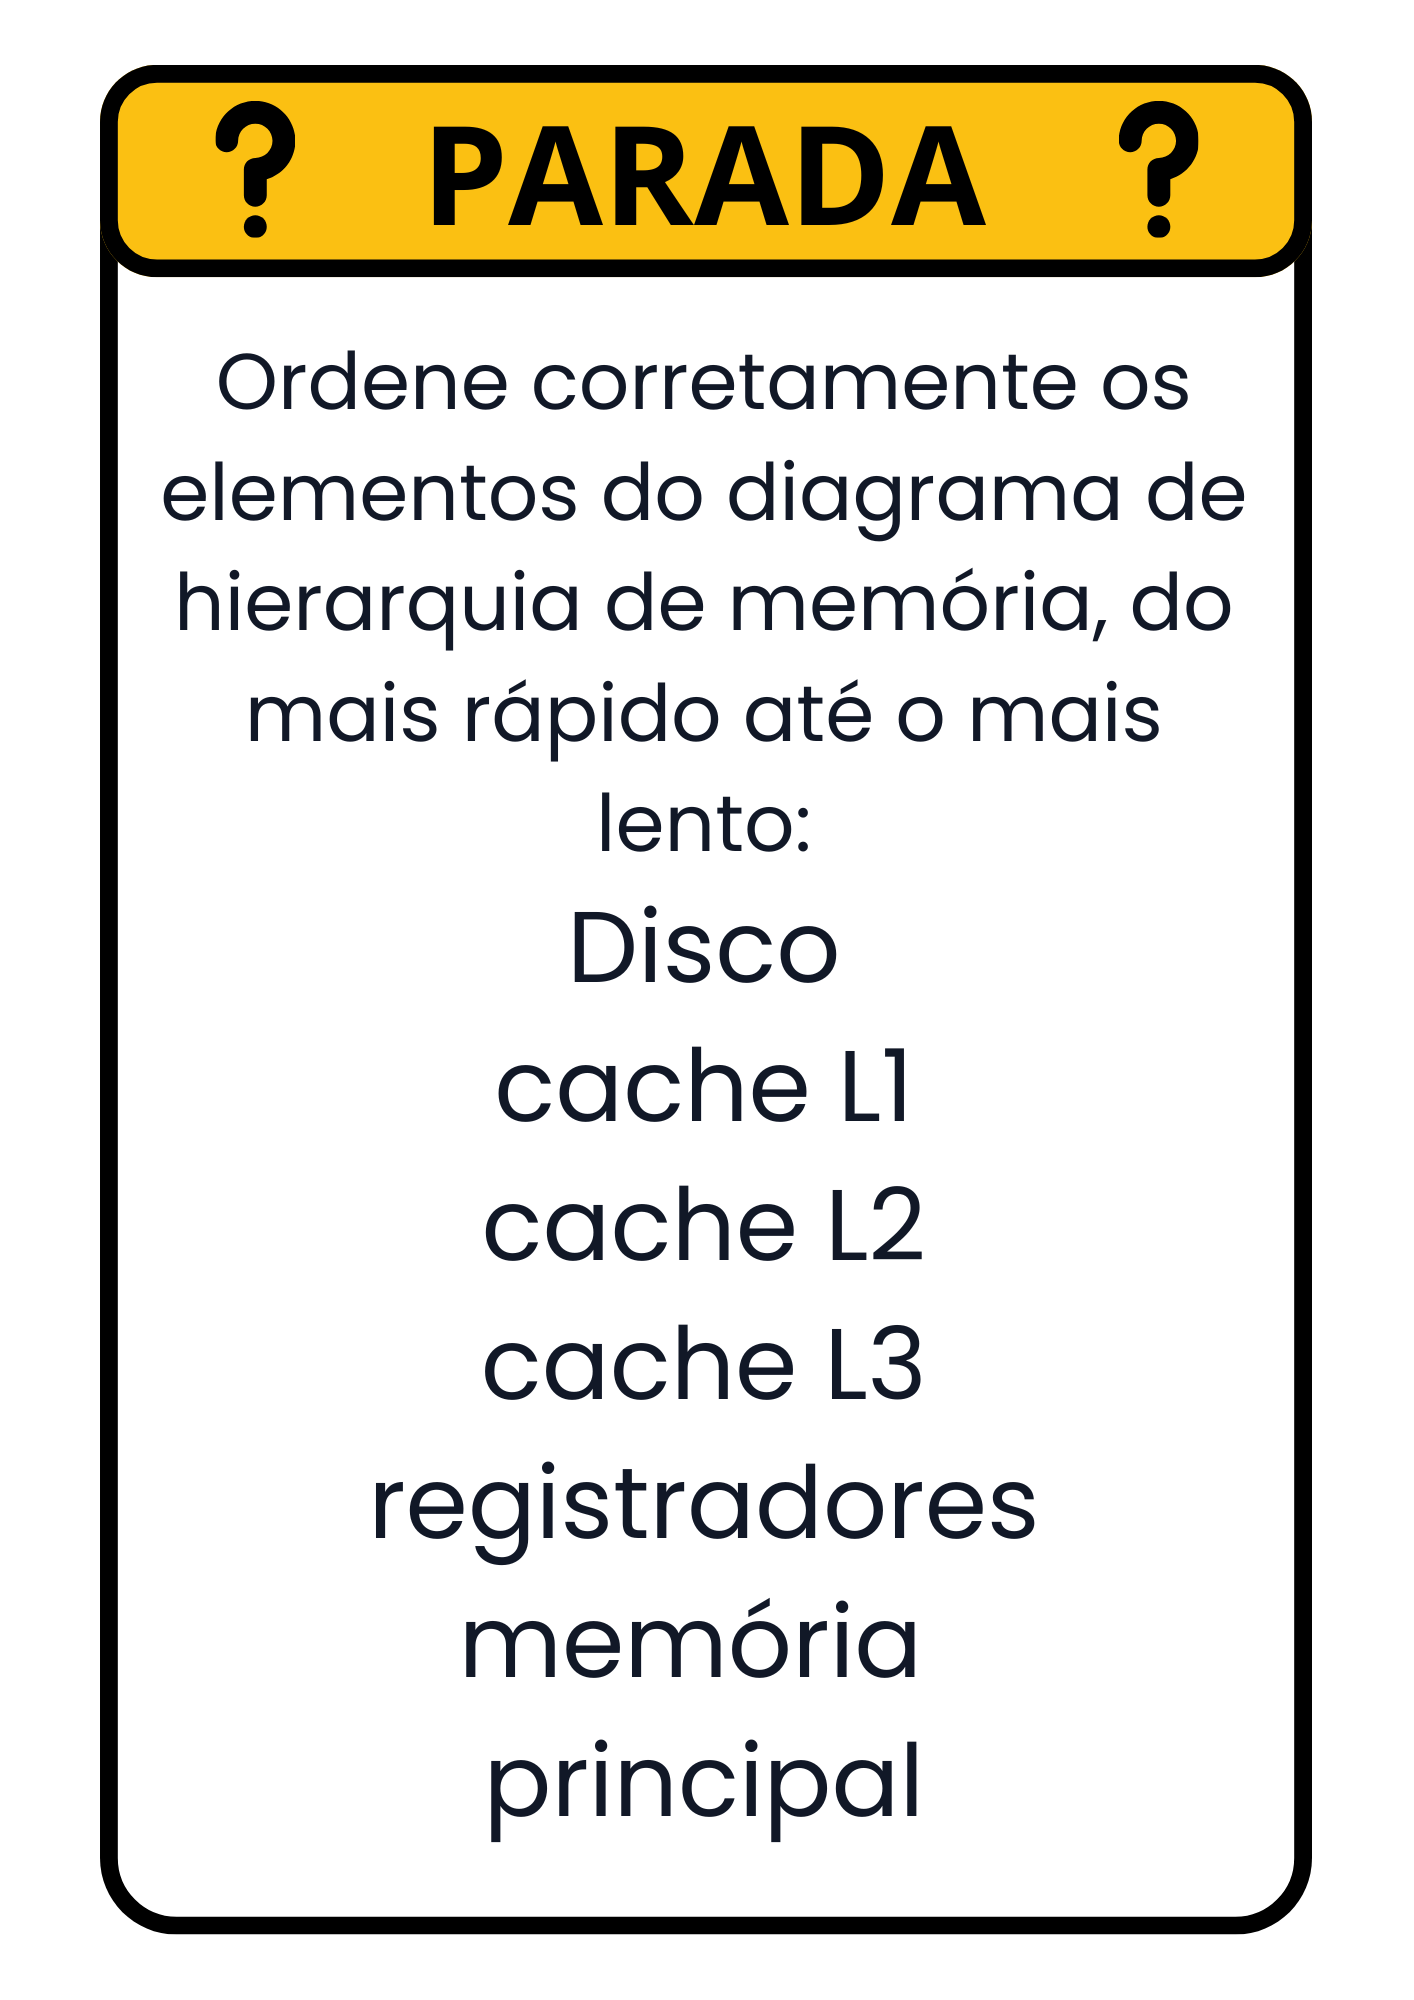 ? PARADA ?
Ordene corretamente os
elementos do diagrama de
hierarquia de memória, do
mais rápido até o mais
lento:
Disco
cache L1
cache L2
cache L3
registradores
memória
principal